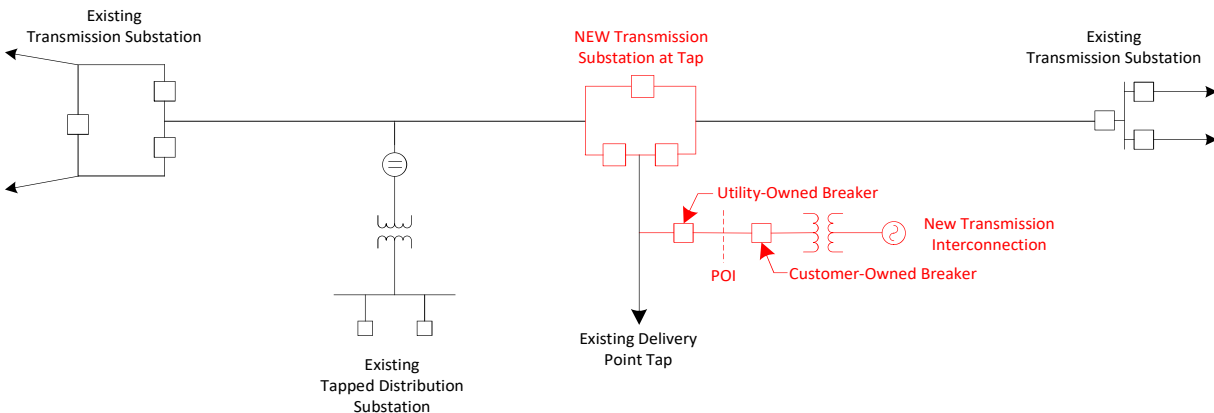 Existing
Transmission Substation
NEW Transmission
Substation at Tap
Existing
Transmission Substation
Utility-Owned Breaker
New Transmission
Interconnection
POI
Customer-Owned Breaker
Existing Delivery
Point Tap
Existing
Tapped Distribution
Substation